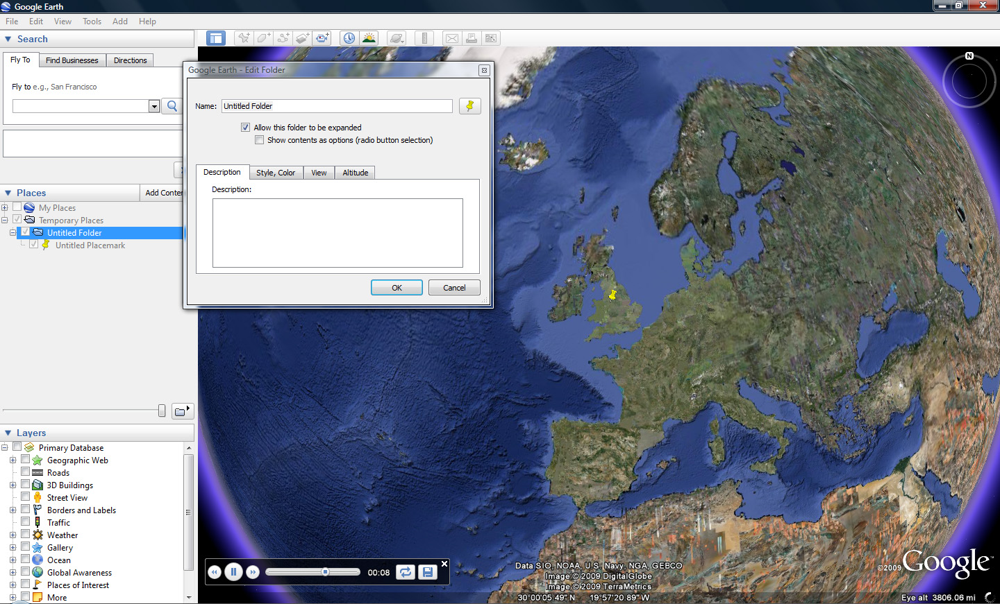 Google Earth
File Edit View Tools Add Help
Search
Fly To Find Businesses Directions
Fly to e.g., San Francisco
Google Earth - Edit Folder
Name: Untitled Folder
Allow this folder to be expanded
Show contents as options (radio button selection)
Description Style, Color View Altitude
Description:
OK Cancel
Places Add Conten
My Places
Temporary Places
Untitled Folder
Untitled Placemark
Layers
Primary Database
Geographic Web
Roads
3D Buildings
Street View
Borders and Labels
Traffic
Weather
Gallery
Ocean
Global Awareness
Places of Interest
More
N
00:08
Data SIO, NOAA, U.S. Navy, NGA, GEBCO
Image © 2009 DigitalGlobe
Image © 2009 TerraMetrics
30°00'05.49" N 19°57'20.89" W
©2009 Google™
Eye alt 3806.06 mi